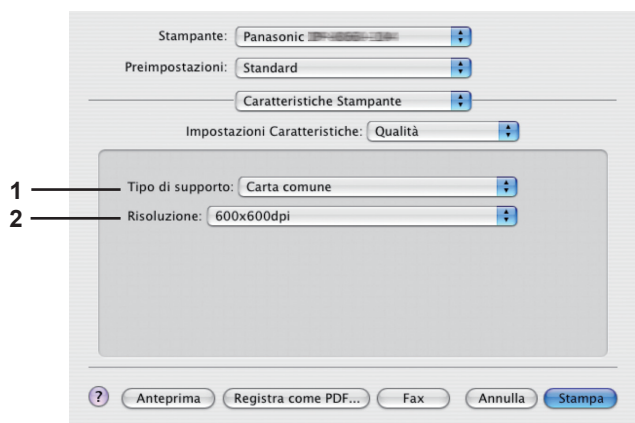 Stampante: Panasonic
Preimpostazioni: Standard
Caratteristiche Stampante
Impostazioni Caratteristiche: Qualità
1 Tipo di supporto: Carta comune
2 Risoluzione: 600x600dpi
? Anteprima Registra come PDF... Fax Annulla Stampa